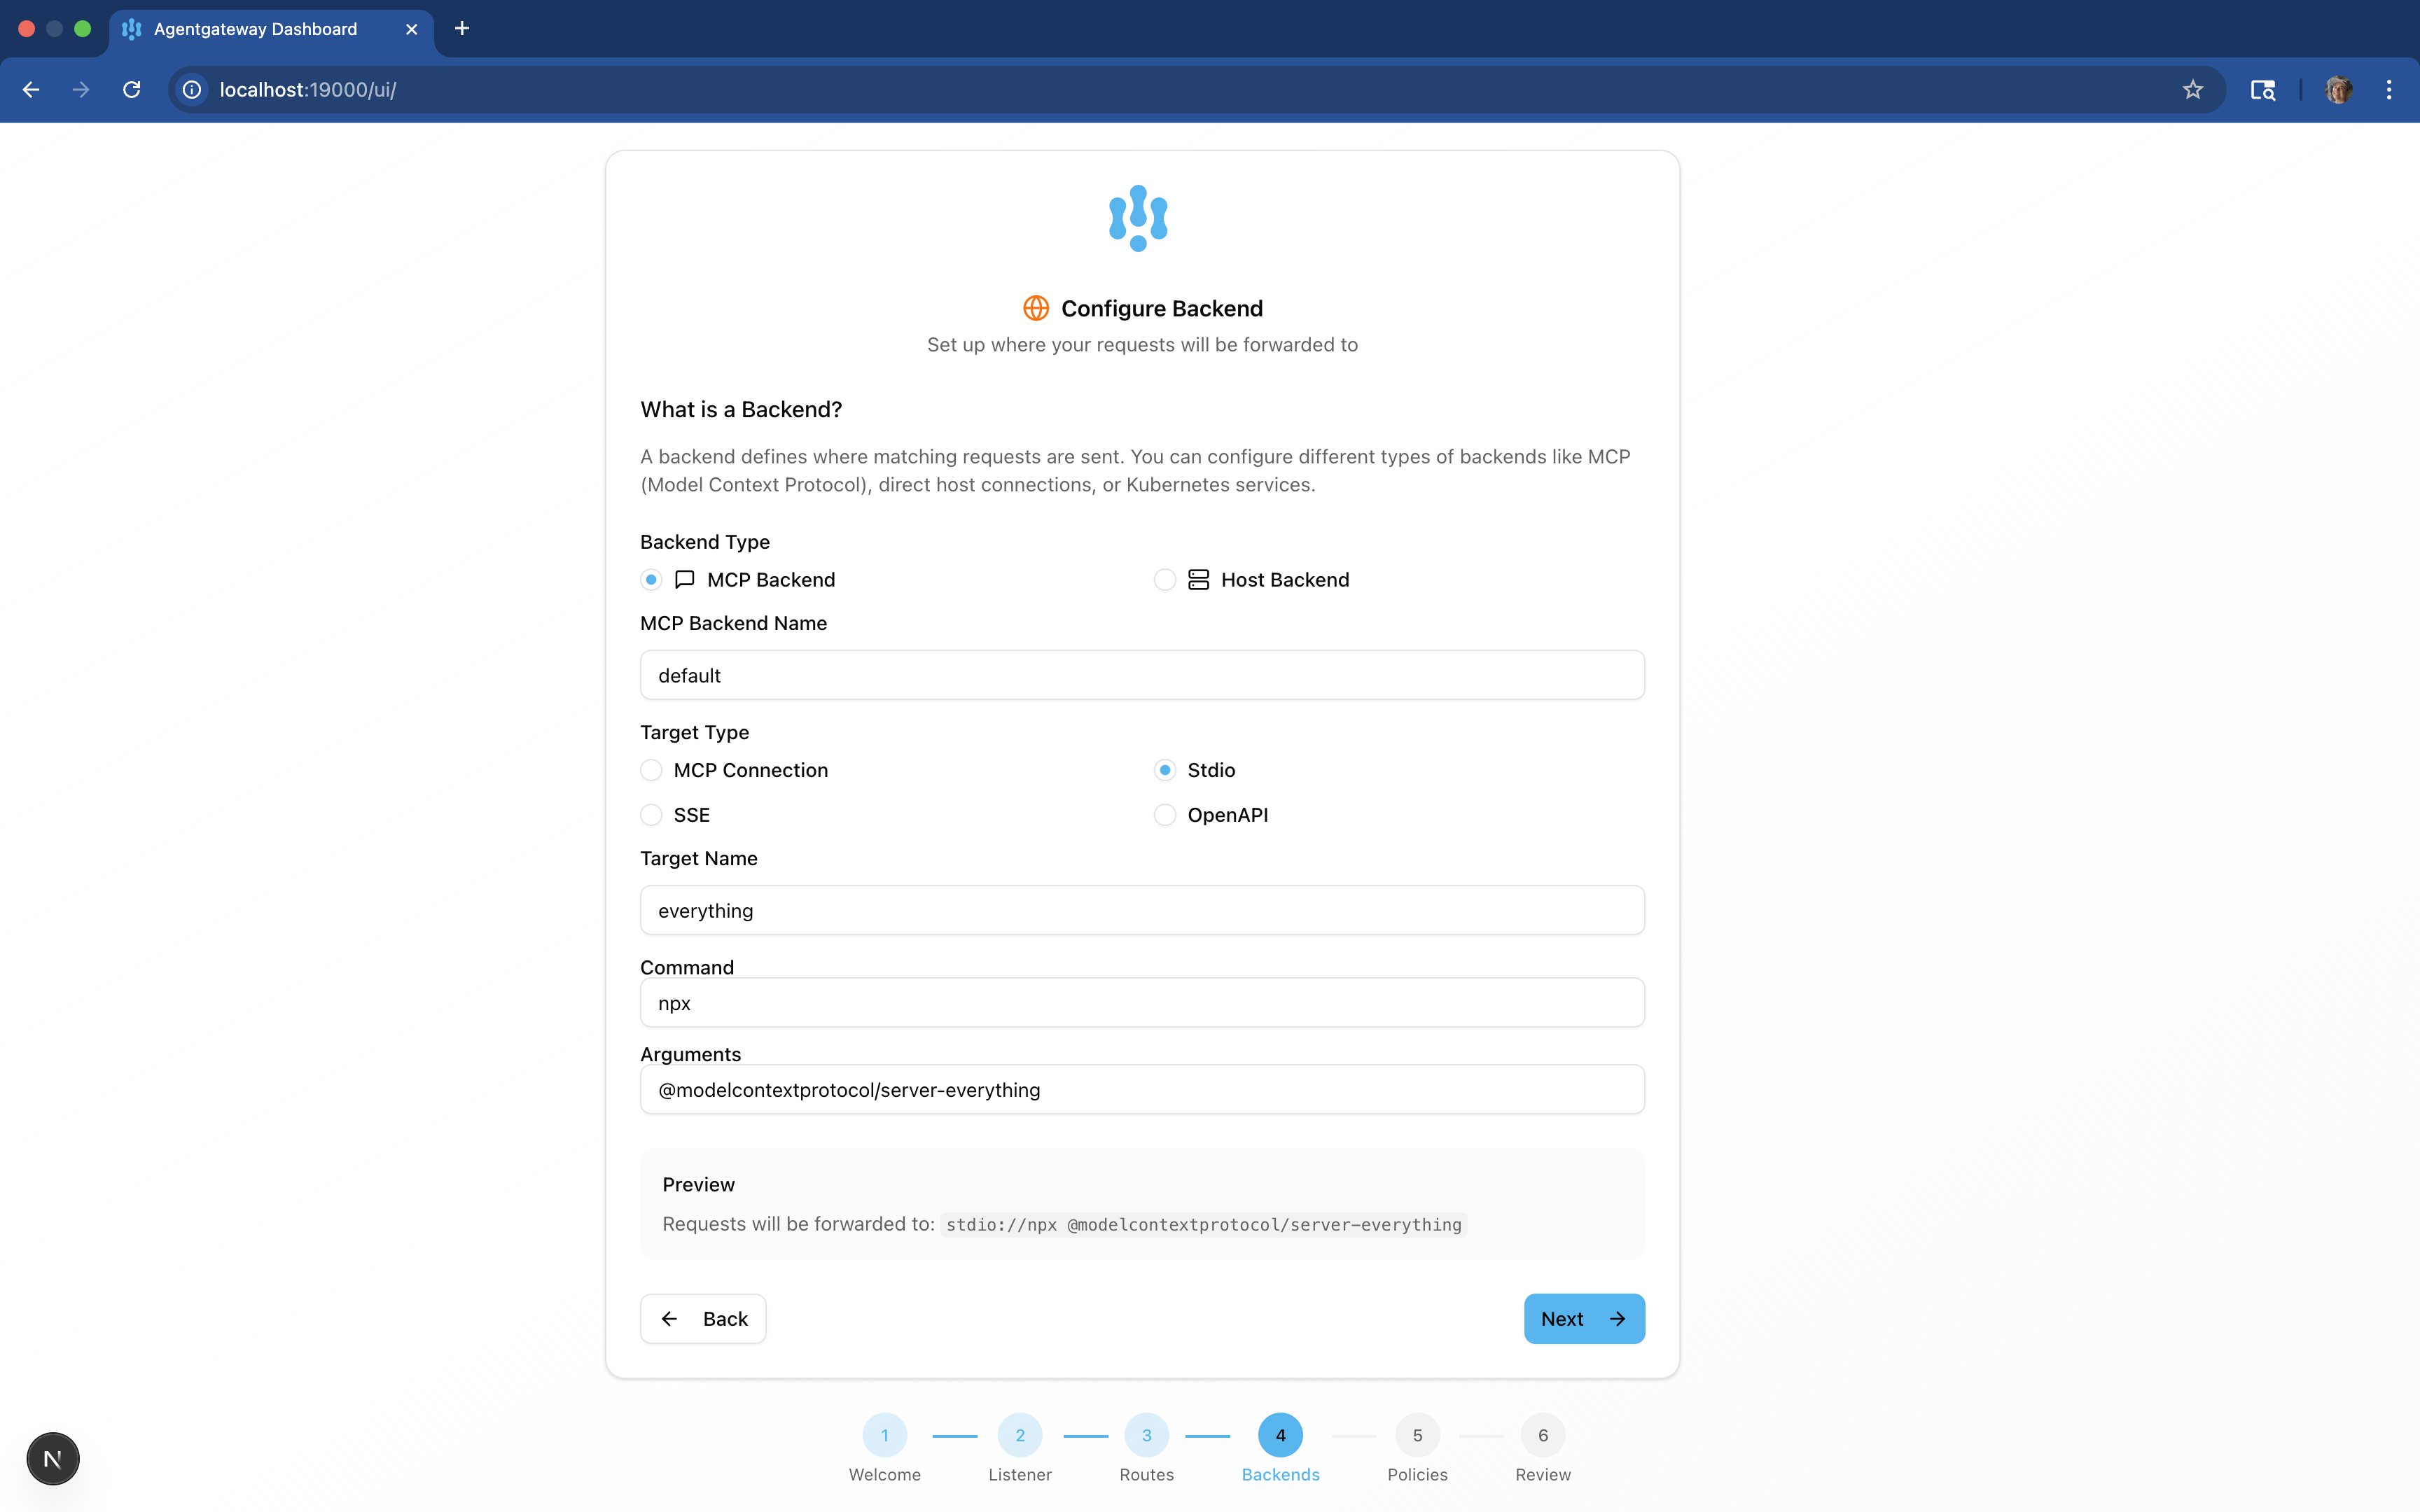 Agentgateway Dashboard
localhost:19000/ui/
Configure Backend
Set up where your requests will be forwarded to
What is a Backend?
A backend defines where matching requests are sent. You can configure different types of backends like MCP
(Model Context Protocol), direct host connections, or Kubernetes services.
Backend Type
MCP Backend
Host Backend
MCP Backend Name
default
Target Type
MCP Connection
Stdio
SSE
OpenAPI
Target Name
everything
Command
npx
Arguments
@modelcontextprotocol/server-everything
Preview
Requests will be forwarded to: stdio://npx @modelcontextprotocol/server-everything
Back
Next
1
2
3
4
5
6
Welcome
Listener
Routes
Backends
Policies
Review
N